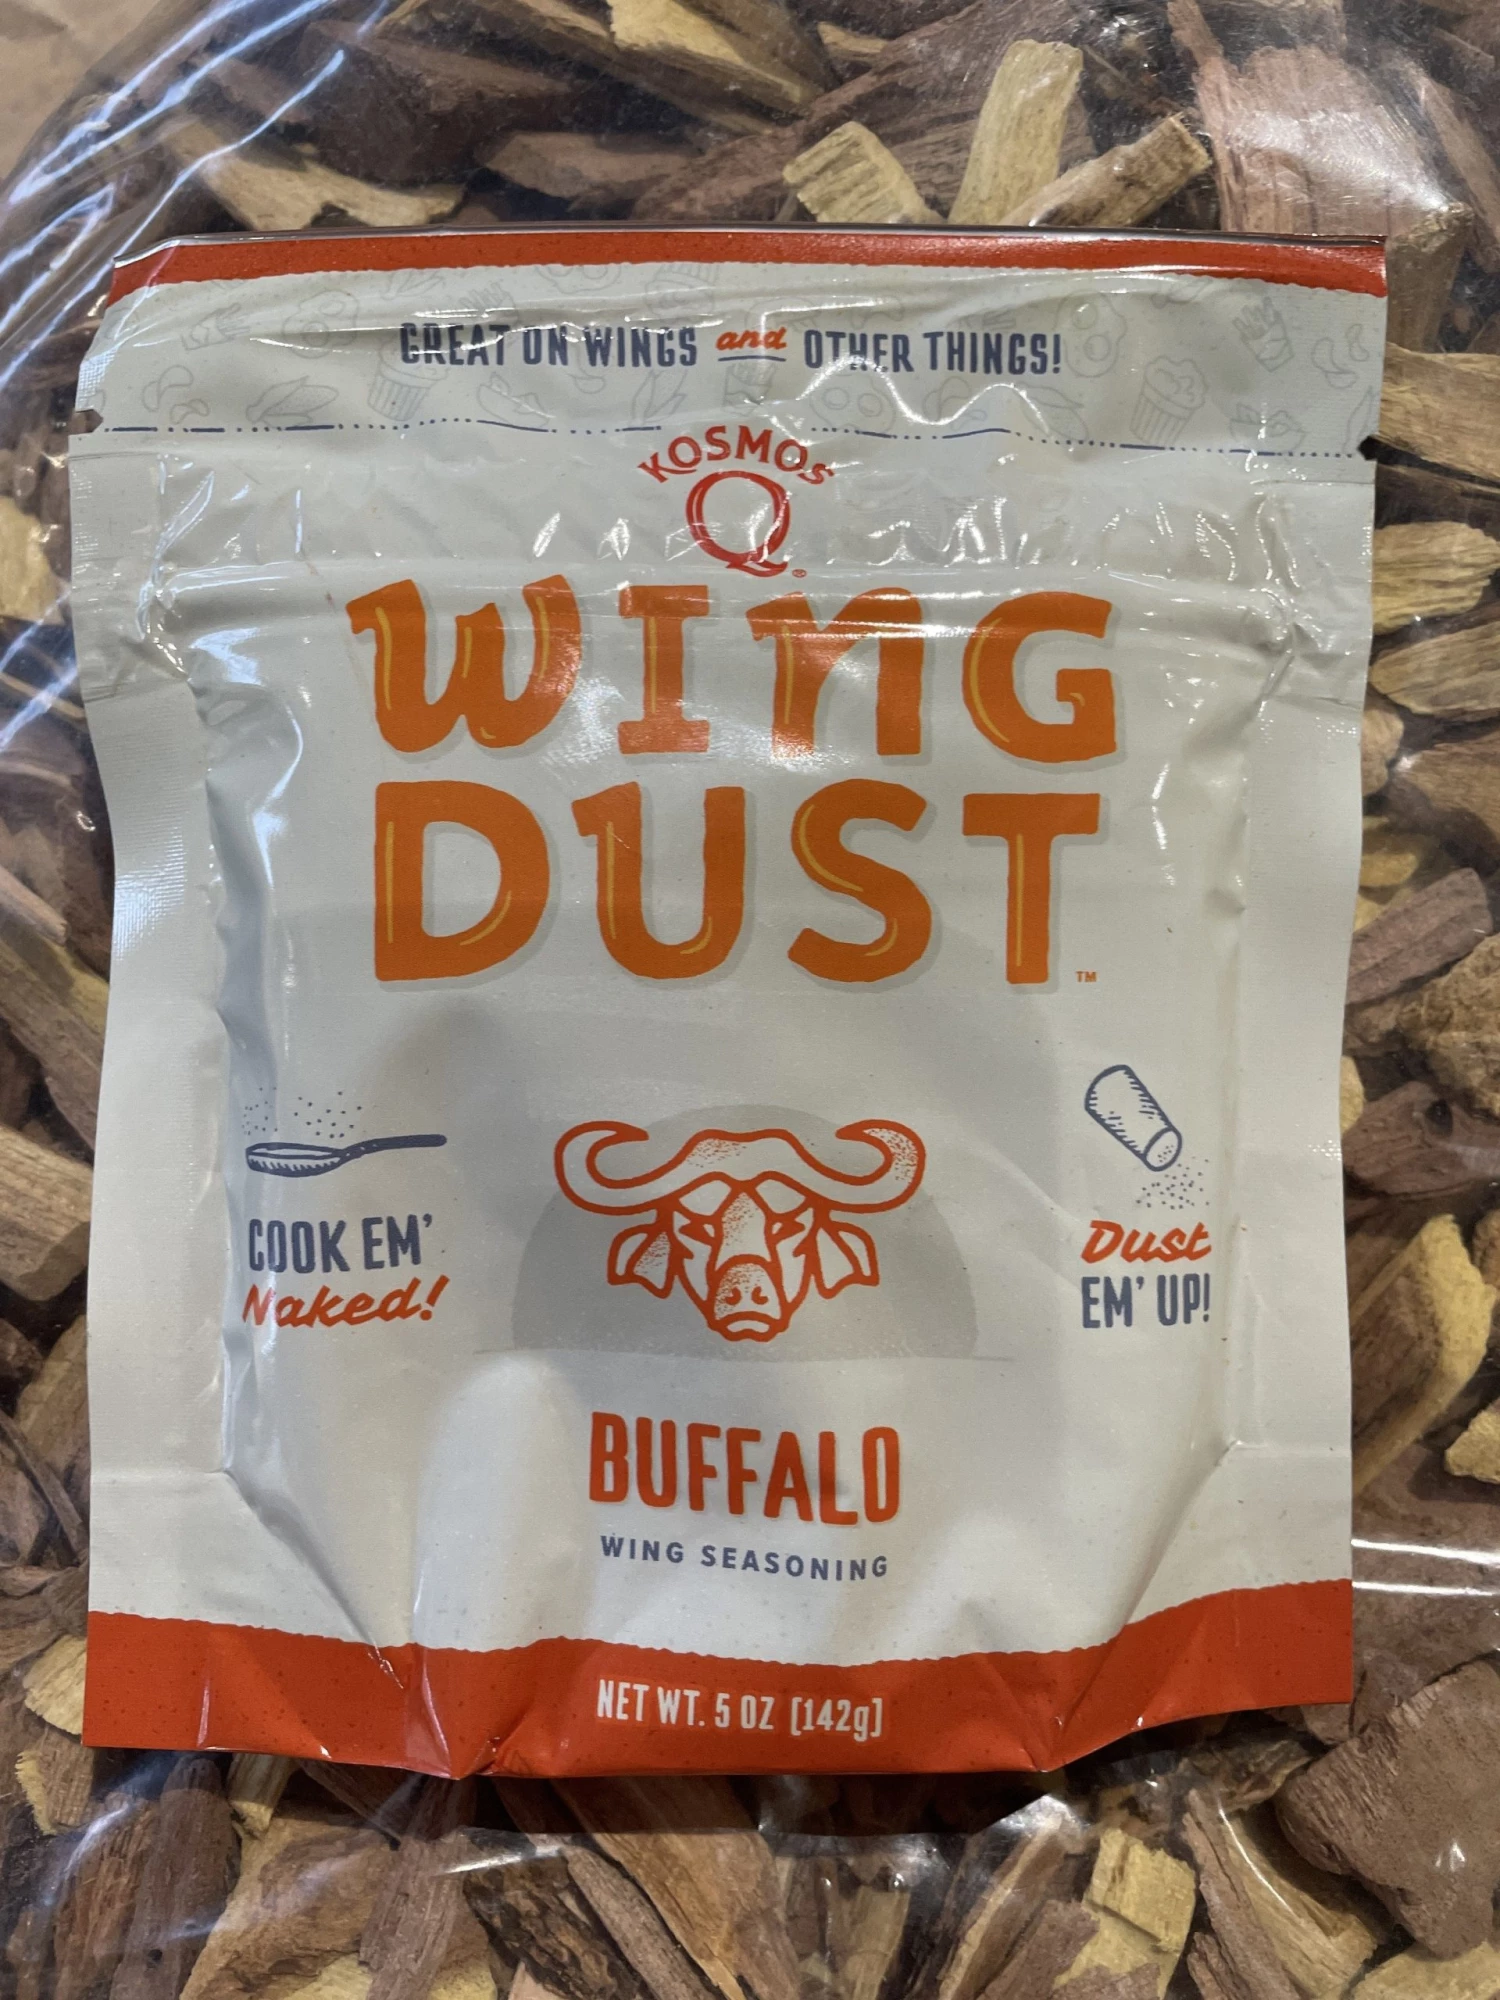 GREAT ON WINGS and OTHER THINGS!
KOSMOS
Q®
WING
DUST™
COOK EM'
Naked!
Dust
EM' UP!
BUFFALO
WING SEASONING
NET WT. 5 OZ [142g]